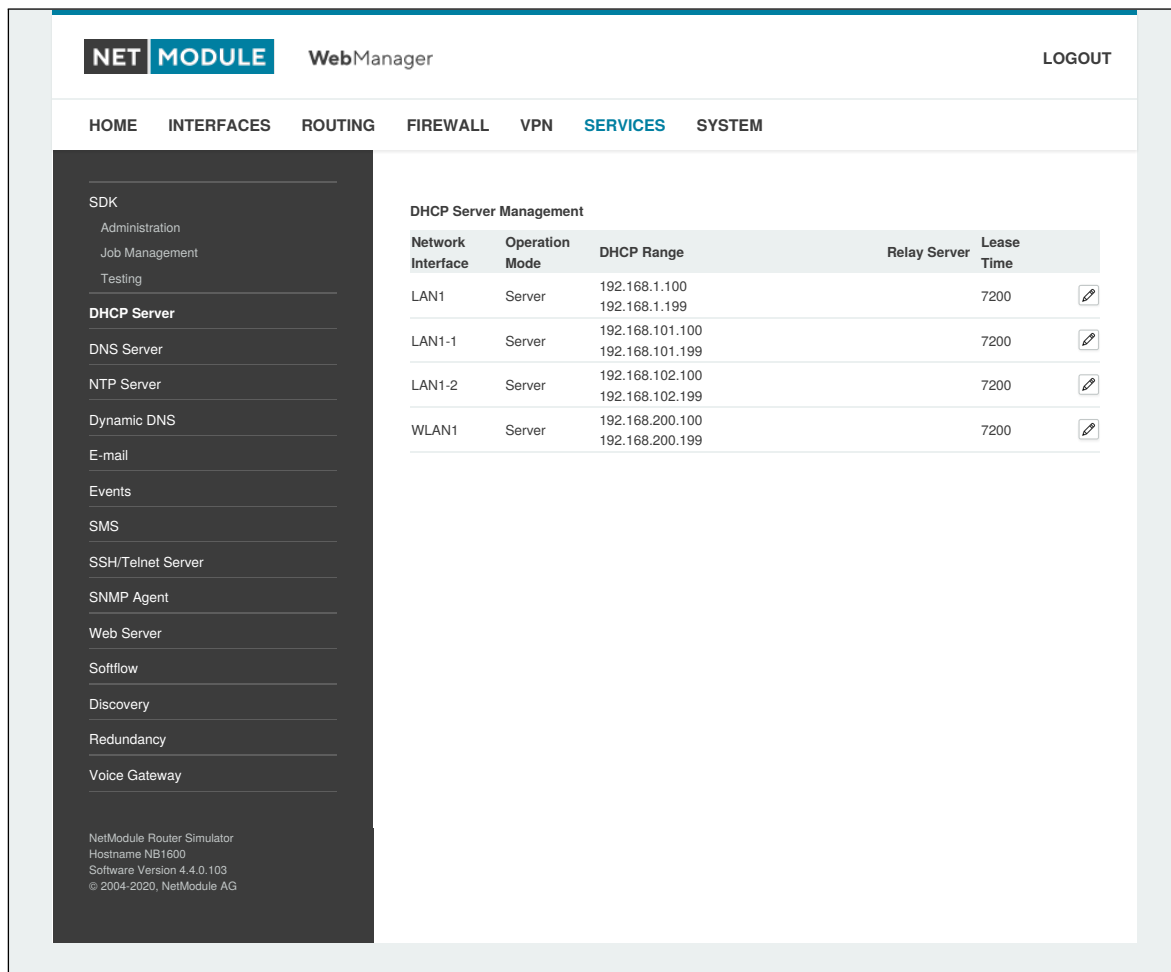 NET MODULE WebManager LOGOUT
HOME INTERFACES ROUTING FIREWALL VPN SERVICES SYSTEM
SDK
Administration
Job Management
Testing
DHCP Server
DNS Server
NTP Server
Dynamic DNS
E-mail
Events
SMS
SSH/Telnet Server
SNMP Agent
Web Server
Softflow
Discovery
Redundancy
Voice Gateway
NetModule Router Simulator
Hostname NB1600
Software Version 4.4.0.103
© 2004-2020, NetModule AG
DHCP Server Management
Network Interface Operation Mode DHCP Range Relay Server Lease Time
LAN1 Server 192.168.1.100 7200
192.168.1.199
LAN1-1 Server 192.168.101.100 7200
192.168.101.199
LAN1-2 Server 192.168.102.100 7200
192.168.102.199
WLAN1 Server 192.168.200.100 7200
192.168.200.199